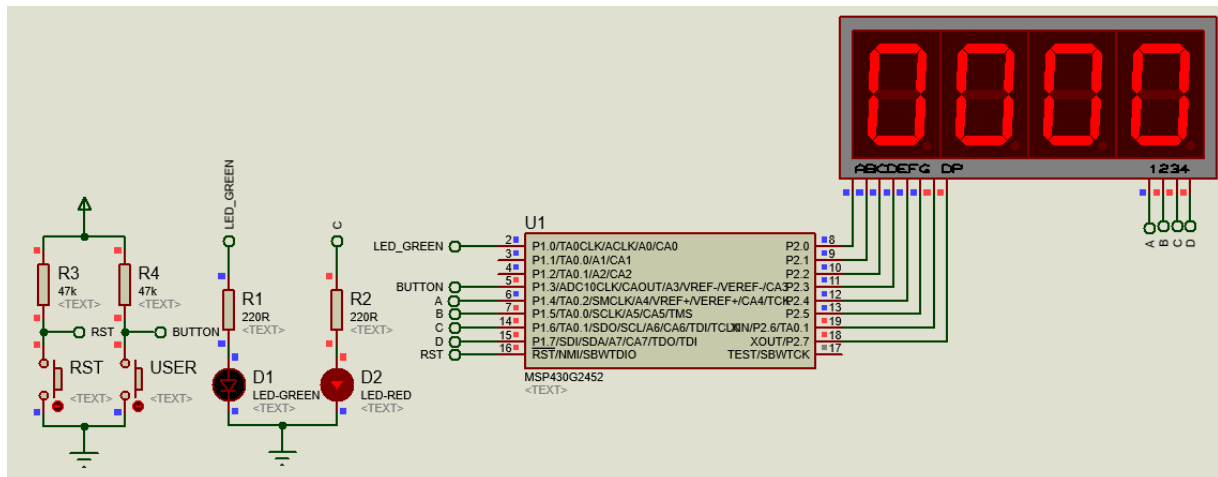 0000
ABCDEFG DP
1234
A
B
C
D
LED_GREEN
C
R3
47k
<TEXT>
R4
47k
<TEXT>
RST
BUTTON
RST
<TEXT>
USER
<TEXT>
R1
220R
<TEXT>
R2
220R
<TEXT>
D1
LED-GREEN
<TEXT>
D2
LED-RED
<TEXT>
U1
LED_GREEN 2 P1.0/TA0CLK/ACLK/A0/CA0 P2.0 8
3 P1.1/TA0.0/A1/CA1 P2.1 9
4 P1.2/TA0.1/A2/CA2 P2.2 10
BUTTON 5 P1.3/ADC10CLK/CAOUT/A3/VREF-/VEREF-/CA3 P2.3 11
A 6 P1.4/TA0.2/SMCLK/A4/VREF+/VEREF+/CA4/TCK P2.4 12
B 7 P1.5/TA0.0/SCLK/A5/CA5/TMS P2.5 13
C 14 P1.6/TA0.1/SDO/SCL/A6/CA6/TDI/TCLK XIN/P2.6/TA0.1 19
D 15 P1.7/SDI/SDA/A7/CA7/TDO/TDI XOUT/P2.7 18
RST 16 RST/NMI/SBWTDIO TEST/SBWTCK 17
MSP430G2452
<TEXT>